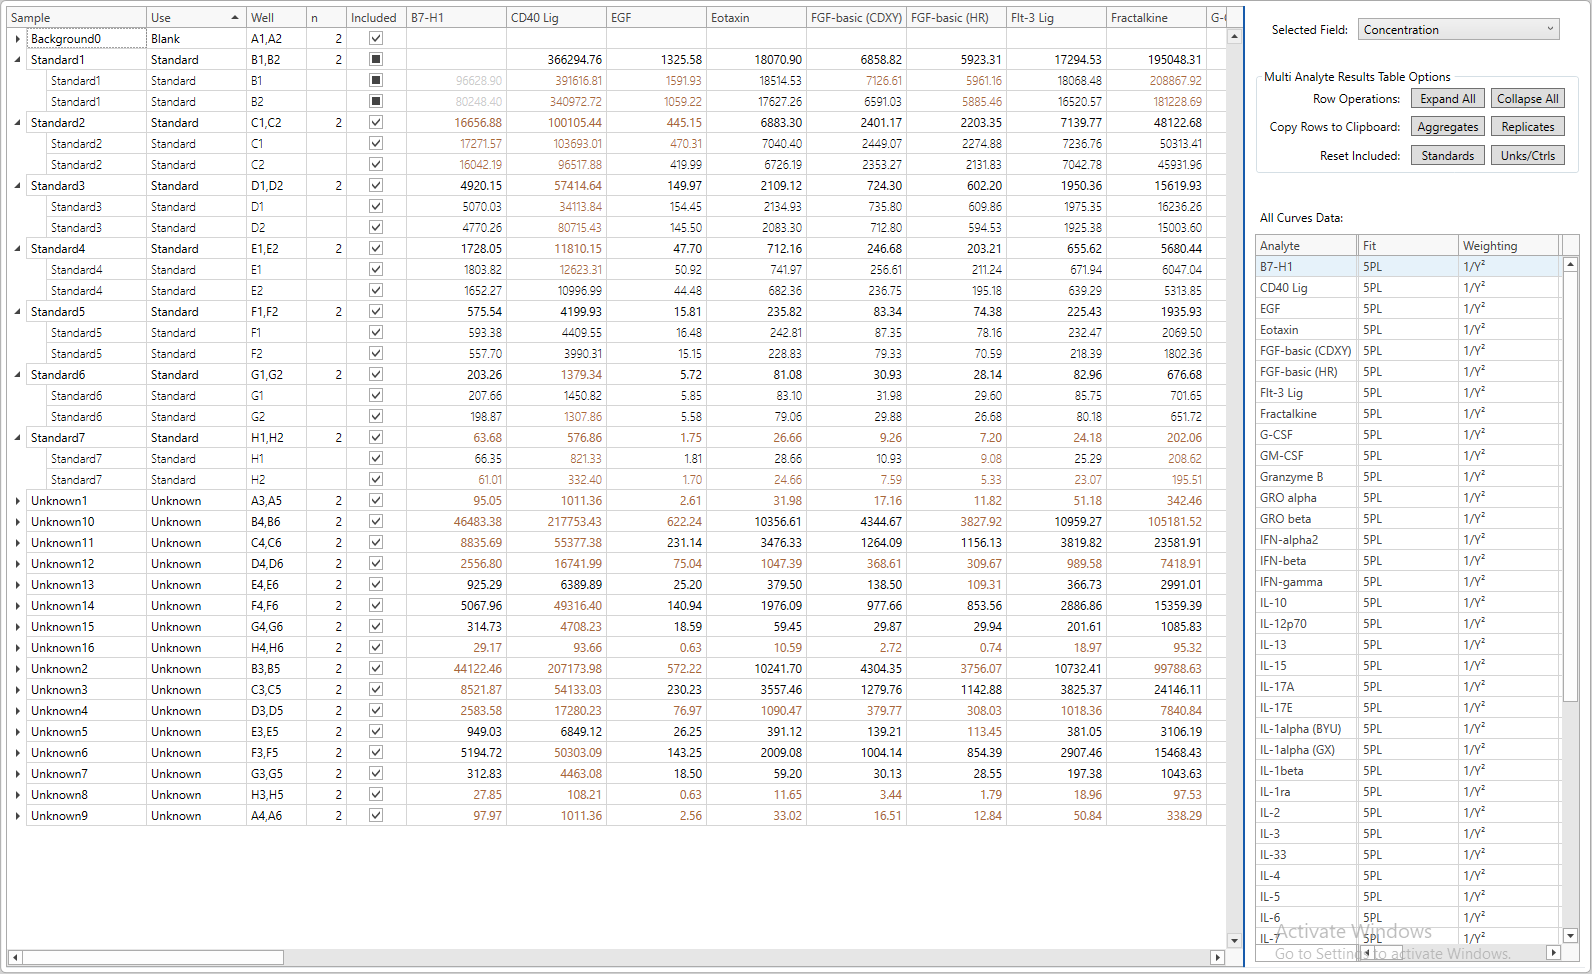 Sample Use Well n Included B7-H1 CD40 Lig EGF Eotaxin FGF-basic (CDXY) FGF-basic (HR) Flt-3 Lig Fractalkine G-
Background0 Blank A1,A2 2
Standard1 Standard B1,B2 2 366294.76 1325.58 18070.90 6858.82 5923.31 17294.53 195048.31
Standard1 Standard B1 96628.90 391616.81 1591.93 18514.53 7126.61 5961.16 18068.48 208867.92
Standard1 Standard B2 80248.40 340972.72 1059.22 17627.26 6591.03 5885.46 16520.57 181228.69
Standard2 Standard C1,C2 2 16656.88 100105.44 445.15 6883.30 2401.17 2203.35 7139.77 48122.68
Standard2 Standard C1 17271.57 103693.01 470.31 7040.40 2449.07 2274.88 7236.76 50313.41
Standard2 Standard C2 16042.19 96517.88 419.99 6726.19 2353.27 2131.83 7042.78 45931.96
Standard3 Standard D1,D2 2 4920.15 57414.64 149.97 2109.12 724.30 602.20 1950.36 15619.93
Standard3 Standard D1 5070.03 34113.84 154.45 2134.93 735.80 609.86 1975.35 16236.26
Standard3 Standard D2 4770.26 80715.43 145.50 2083.30 712.80 594.53 1925.38 15003.60
Standard4 Standard E1,E2 2 1728.05 11810.15 47.70 712.16 246.68 203.21 655.62 5680.44
Standard4 Standard E1 1803.82 12623.31 50.92 741.97 256.61 211.24 671.94 6047.04
Standard4 Standard E2 1652.27 10996.99 44.48 682.36 236.75 195.18 639.29 5313.85
Standard5 Standard F1,F2 2 575.54 4199.93 15.81 235.82 83.34 74.38 225.43 1935.93
Standard5 Standard F1 593.38 4409.55 16.48 242.81 87.35 78.16 232.47 2069.50
Standard5 Standard F2 557.70 3990.31 15.15 228.83 79.33 70.59 218.39 1802.36
Standard6 Standard G1,G2 2 203.26 1379.34 5.72 81.08 30.93 28.14 82.96 676.68
Standard6 Standard G1 207.66 1450.82 5.85 83.10 31.98 29.60 85.75 701.65
Standard6 Standard G2 198.87 1307.86 5.58 79.06 29.88 26.68 80.18 651.72
Standard7 Standard H1,H2 2 63.68 576.86 1.75 26.66 9.26 7.20 24.18 202.06
Standard7 Standard H1 66.35 821.33 1.81 28.66 10.93 9.08 25.29 208.62
Standard7 Standard H2 61.01 332.40 1.70 24.66 7.59 5.33 23.07 195.51
Unknown1 Unknown A3,A5 2 95.05 1011.36 2.61 31.98 17.16 11.82 51.18 342.46
Unknown10 Unknown B4,B6 2 46483.38 217753.43 622.24 10356.61 4344.67 3827.92 10959.27 105181.52
Unknown11 Unknown C4,C6 2 8835.69 55377.38 231.14 3476.33 1264.09 1156.13 3819.82 23581.91
Unknown12 Unknown D4,D6 2 2556.80 16741.99 75.04 1047.39 368.61 309.67 989.58 7418.91
Unknown13 Unknown E4,E6 2 925.29 6389.89 25.20 379.50 138.50 109.31 366.73 2991.01
Unknown14 Unknown F4,F6 2 5067.96 49316.40 140.94 1976.09 977.66 853.56 2886.86 15359.39
Unknown15 Unknown G4,G6 2 314.73 4708.23 18.59 59.45 29.87 29.94 201.61 1085.83
Unknown16 Unknown H4,H6 2 29.17 93.66 0.63 10.59 2.72 0.74 18.97 95.32
Unknown2 Unknown B3,B5 2 44122.46 207173.98 572.22 10241.70 4304.35 3756.07 10732.41 99788.63
Unknown3 Unknown C3,C5 2 8521.87 54133.03 230.23 3557.46 1279.76 1142.88 3825.37 24146.11
Unknown4 Unknown D3,D5 2 2583.58 17280.23 76.97 1090.47 379.77 308.03 1018.36 7840.84
Unknown5 Unknown E3,E5 2 949.03 6849.12 26.25 391.12 139.21 113.45 381.05 3106.19
Unknown6 Unknown F3,F5 2 5194.72 50303.09 143.25 2009.08 1004.14 854.39 2907.46 15468.43
Unknown7 Unknown G3,G5 2 312.83 4463.08 18.50 59.20 30.13 28.55 197.38 1043.63
Unknown8 Unknown H3,H5 2 27.85 108.21 0.63 11.65 3.44 1.79 18.96 97.53
Unknown9 Unknown A4,A6 2 97.97 1011.36 2.56 33.02 16.51 12.84 50.84 338.29
Selected Field: Concentration
Multi Analyte Results Table Options
Row Operations: Expand All Collapse All
Copy Rows to Clipboard: Aggregates Replicates
Reset Included: Standards Unks/Ctrls
All Curves Data:
Analyte Fit Weighting
B7-H1 5PL 1/Y²
CD40 Lig 5PL 1/Y²
EGF 5PL 1/Y²
Eotaxin 5PL 1/Y²
FGF-basic (CDXY) 5PL 1/Y²
FGF-basic (HR) 5PL 1/Y²
Flt-3 Lig 5PL 1/Y²
Fractalkine 5PL 1/Y²
G-CSF 5PL 1/Y²
GM-CSF 5PL 1/Y²
Granzyme B 5PL 1/Y²
GRO alpha 5PL 1/Y²
GRO beta 5PL 1/Y²
IFN-alpha2 5PL 1/Y²
IFN-beta 5PL 1/Y²
IFN-gamma 5PL 1/Y²
IL-10 5PL 1/Y²
IL-12p70 5PL 1/Y²
IL-13 5PL 1/Y²
IL-15 5PL 1/Y²
IL-17A 5PL 1/Y²
IL-17E 5PL 1/Y²
IL-1alpha (BYU) 5PL 1/Y²
IL-1alpha (GX) 5PL 1/Y²
IL-1beta 5PL 1/Y²
IL-1ra 5PL 1/Y²
IL-2 5PL 1/Y²
IL-3 5PL 1/Y²
IL-33 5PL 1/Y²
IL-4 5PL 1/Y²
IL-5 5PL 1/Y²
IL-6 5PL 1/Y²
IL-7 5PL 1/Y²
Activate Windows
Go to Settings to activate Windows.